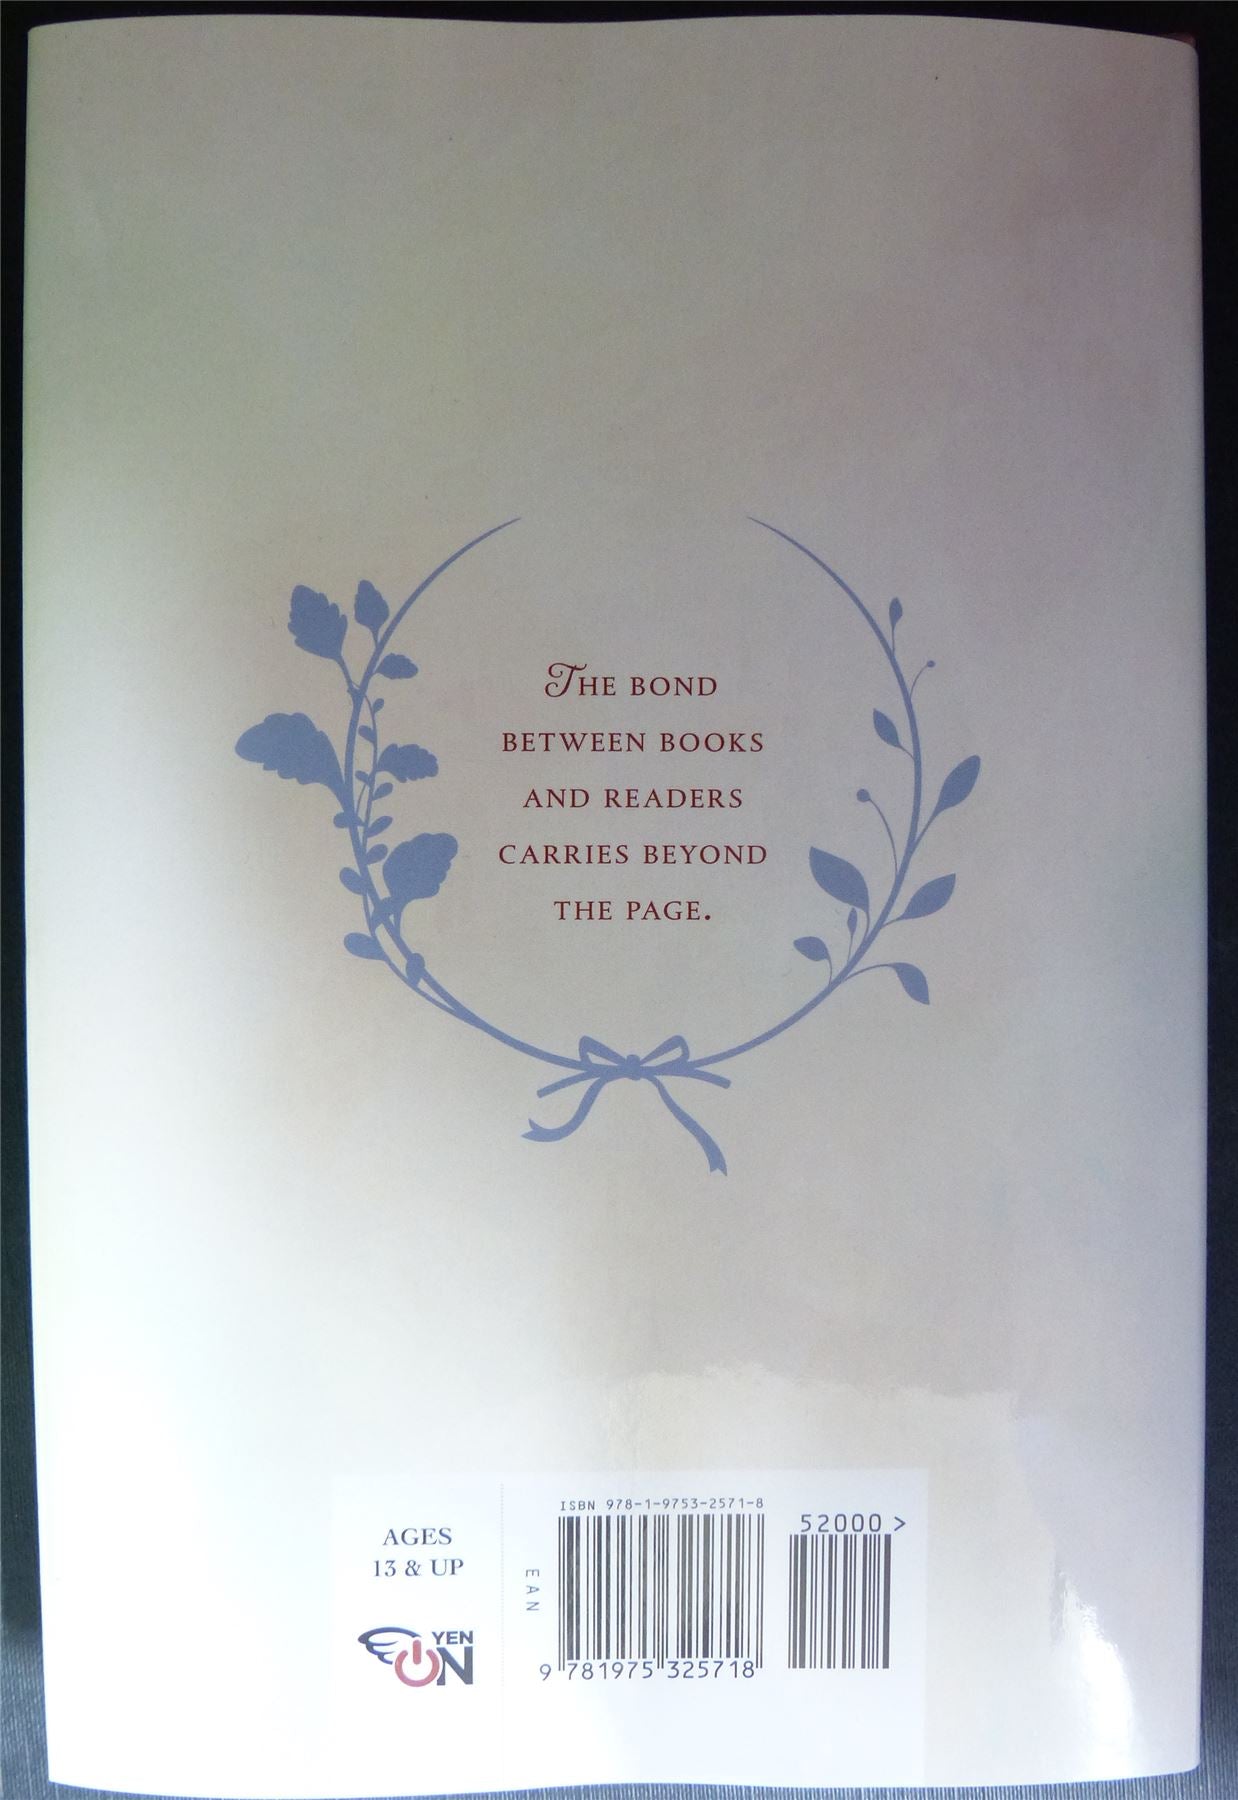 The bond
between books
and readers
carries beyond
the page.
AGES
13 & UP
YEN
ON
ISBN 978-1-9753-2571-8
52000 >
EAN
9 781975 325718